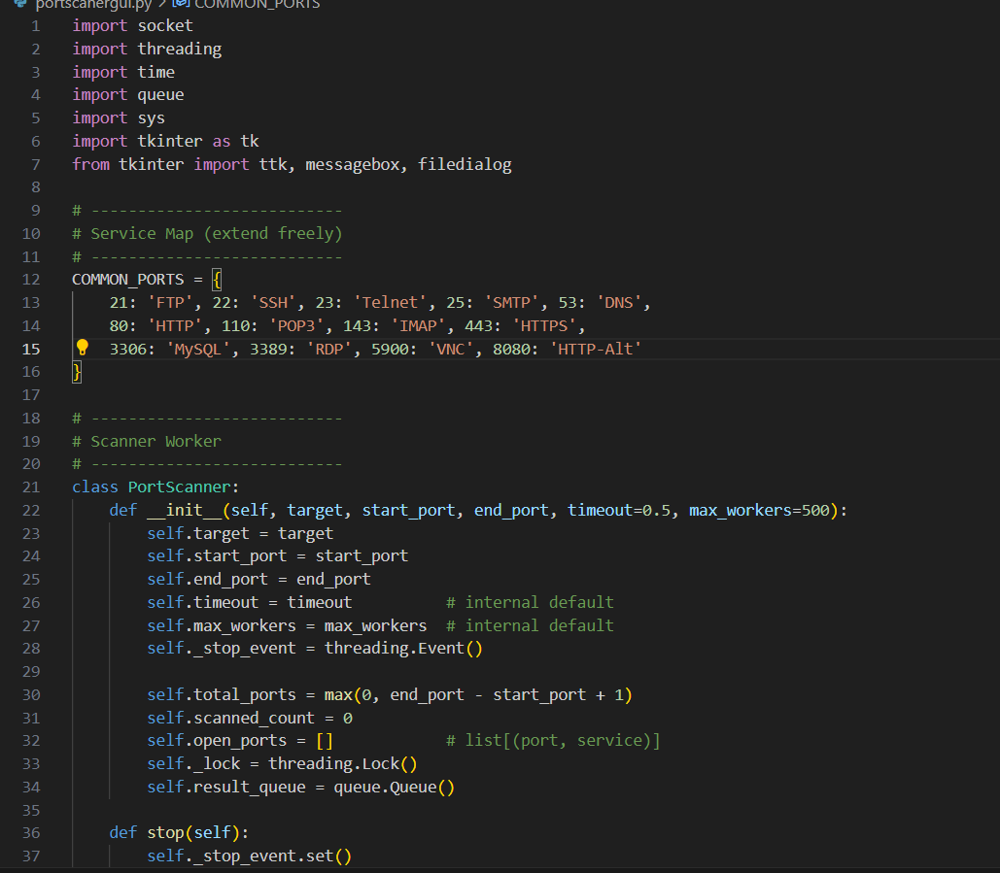 portscanergui.py > COMMON_PORTS
1 import socket
2 import threading
3 import time
4 import queue
5 import sys
6 import tkinter as tk
7 from tkinter import ttk, messagebox, filedialog
8
9 # ---------------------------
10 # Service Map (extend freely)
11 # ---------------------------
12 COMMON_PORTS = {
13     21: 'FTP', 22: 'SSH', 23: 'Telnet', 25: 'SMTP', 53: 'DNS',
14     80: 'HTTP', 110: 'POP3', 143: 'IMAP', 443: 'HTTPS',
15     3306: 'MySQL', 3389: 'RDP', 5900: 'VNC', 8080: 'HTTP-Alt'
16 }
17
18 # ---------------------------
19 # Scanner Worker
20 # ---------------------------
21 class PortScanner:
22     def __init__(self, target, start_port, end_port, timeout=0.5, max_workers=500):
23         self.target = target
24         self.start_port = start_port
25         self.end_port = end_port
26         self.timeout = timeout          # internal default
27         self.max_workers = max_workers  # internal default
28         self._stop_event = threading.Event()
29
30         self.total_ports = max(0, end_port - start_port + 1)
31         self.scanned_count = 0
32         self.open_ports = []            # list[(port, service)]
33         self._lock = threading.Lock()
34         self.result_queue = queue.Queue()
35
36     def stop(self):
37         self._stop_event.set()